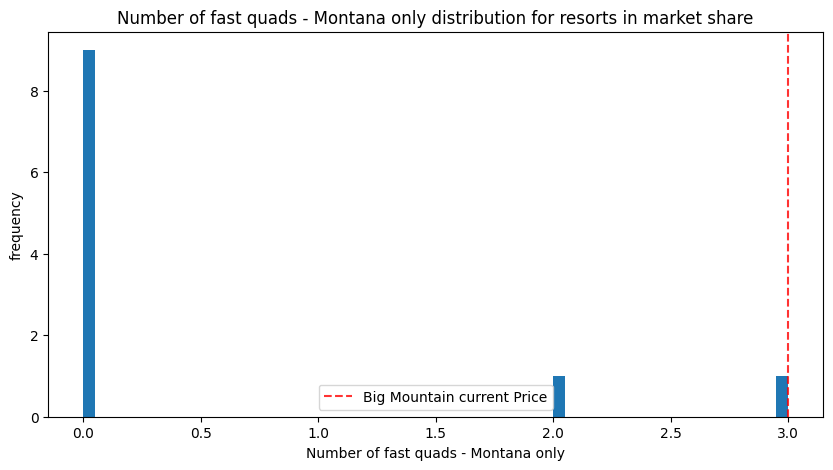 Number of fast quads - Montana only distribution for resorts in market share
frequency
8
6
4
2
0
Big Mountain current Price
0.0 0.5 1.0 1.5 2.0 2.5 3.0
Number of fast quads - Montana only